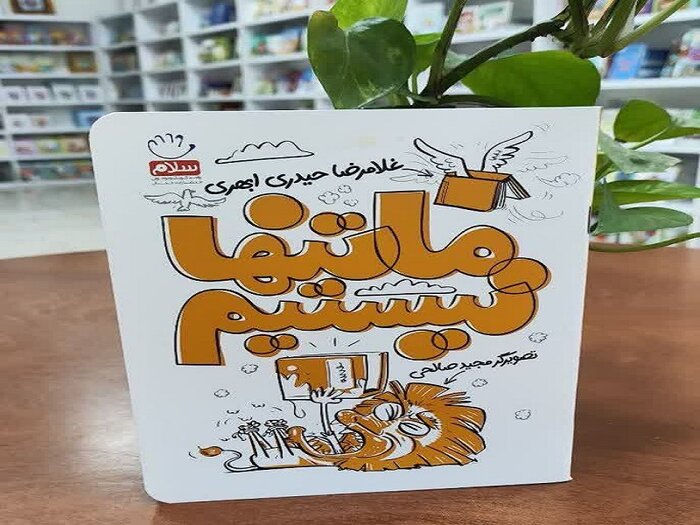 سلام
غلامرضا حیدری ابهری
ما تنها
نیستیم
تصویرگر مجید صالحی